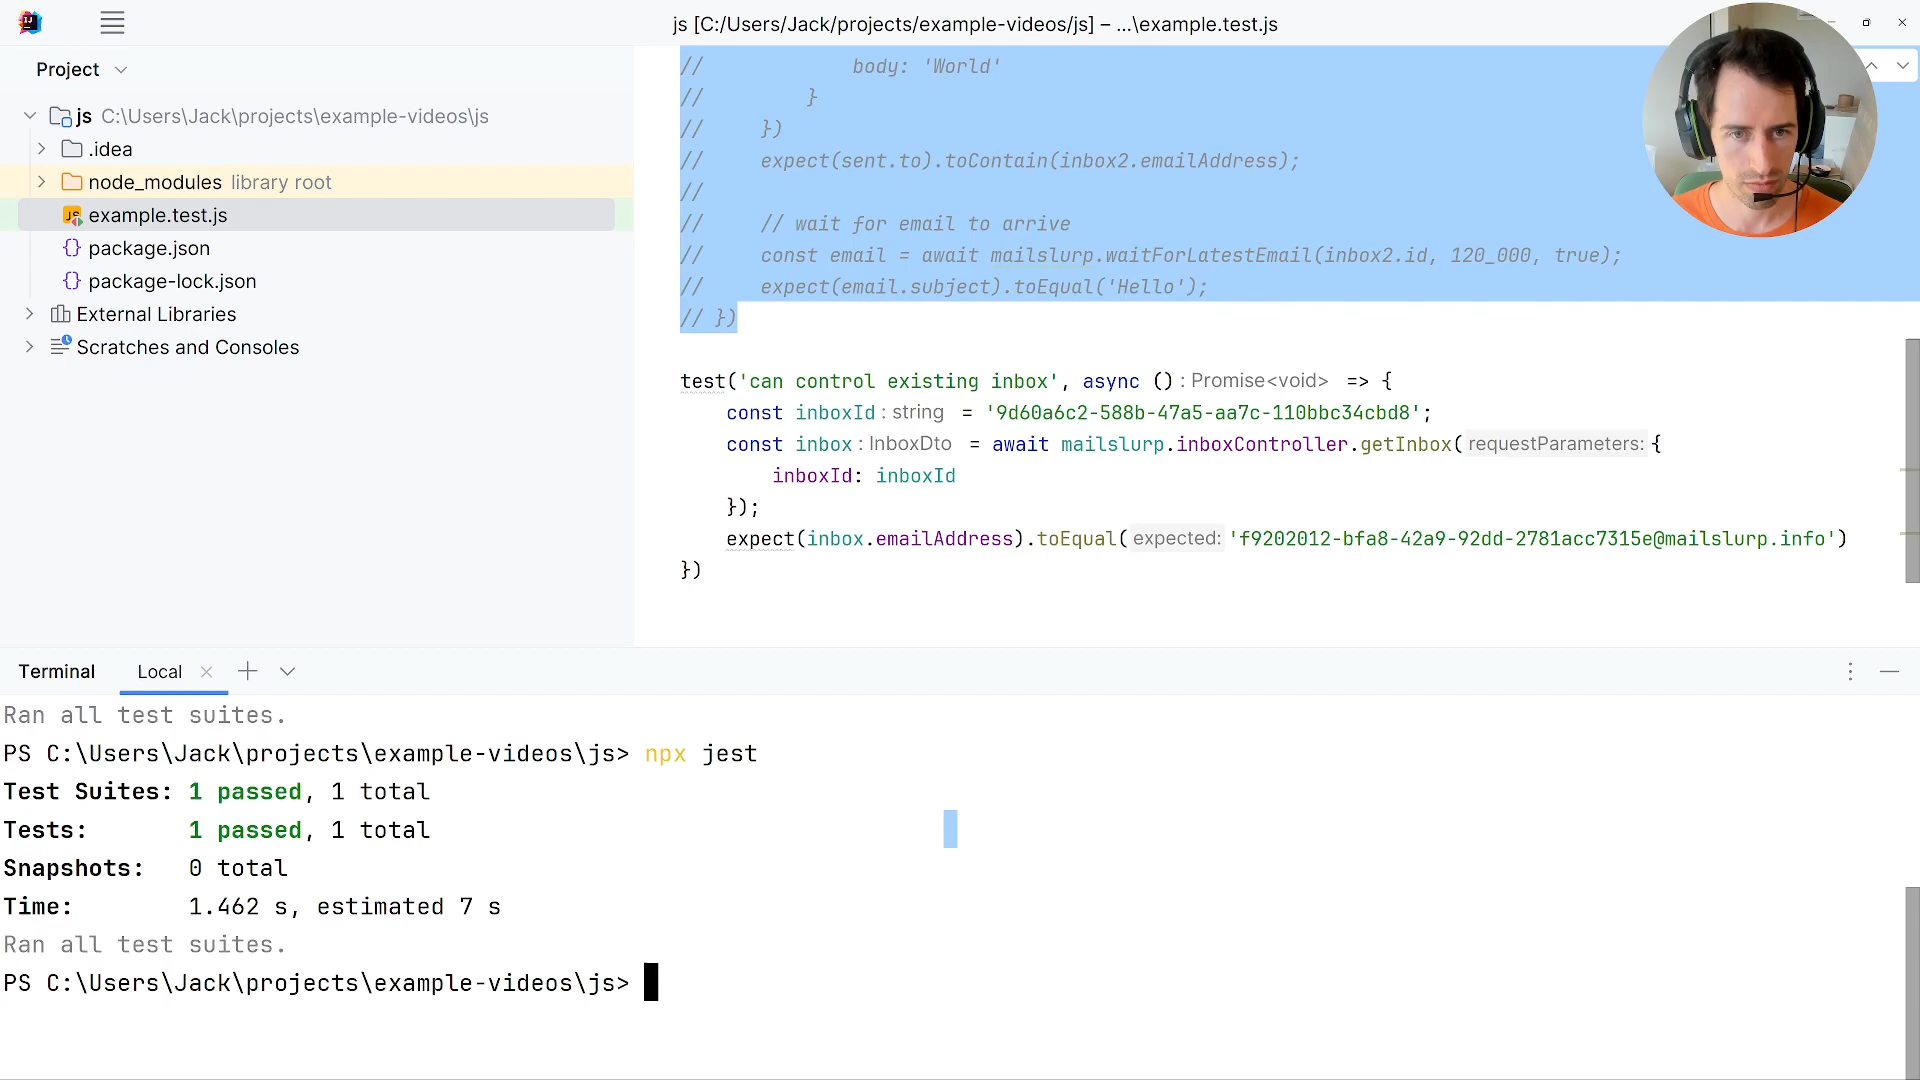 js [C:/Users/Jack/projects/example-videos/js] – ...\example.test.js
Project
js C:\Users\Jack\projects\example-videos\js
.idea
node_modules library root
example.test.js
package.json
package-lock.json
External Libraries
Scratches and Consoles
// body: 'World'
// }
// })
// expect(sent.to).toContain(inbox2.emailAddress);
//
// // wait for email to arrive
// const email = await mailslurp.waitForLatestEmail(inbox2.id, 120_000, true);
// expect(email.subject).toEqual('Hello');
// })
test('can control existing inbox', async () : Promise<void> => {
const inboxId : string = '9d60a6c2-588b-47a5-aa7c-110bbc34cbd8';
const inbox : InboxDto = await mailslurp.inboxController.getInbox( requestParameters: {
inboxId: inboxId
});
expect(inbox.emailAddress).toEqual( expected: 'f9202012-bfa8-42a9-92dd-2781acc7315e@mailslurp.info')
})
Terminal Local
Ran all test suites.
PS C:\Users\Jack\projects\example-videos\js> npx jest
Test Suites: 1 passed, 1 total
Tests: 1 passed, 1 total
Snapshots: 0 total
Time: 1.462 s, estimated 7 s
Ran all test suites.
PS C:\Users\Jack\projects\example-videos\js>